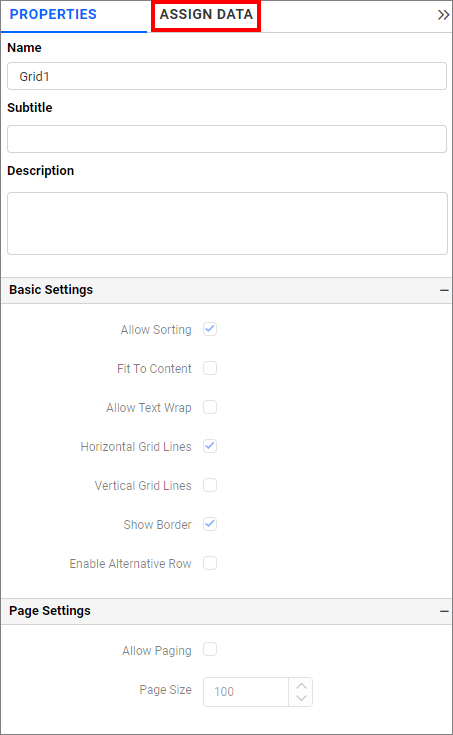 PROPERTIES ASSIGN DATA
Name
Grid1
Subtitle
Description
Basic Settings
Allow Sorting
Fit To Content
Allow Text Wrap
Horizontal Grid Lines
Vertical Grid Lines
Show Border
Enable Alternative Row
Page Settings
Allow Paging
Page Size 100